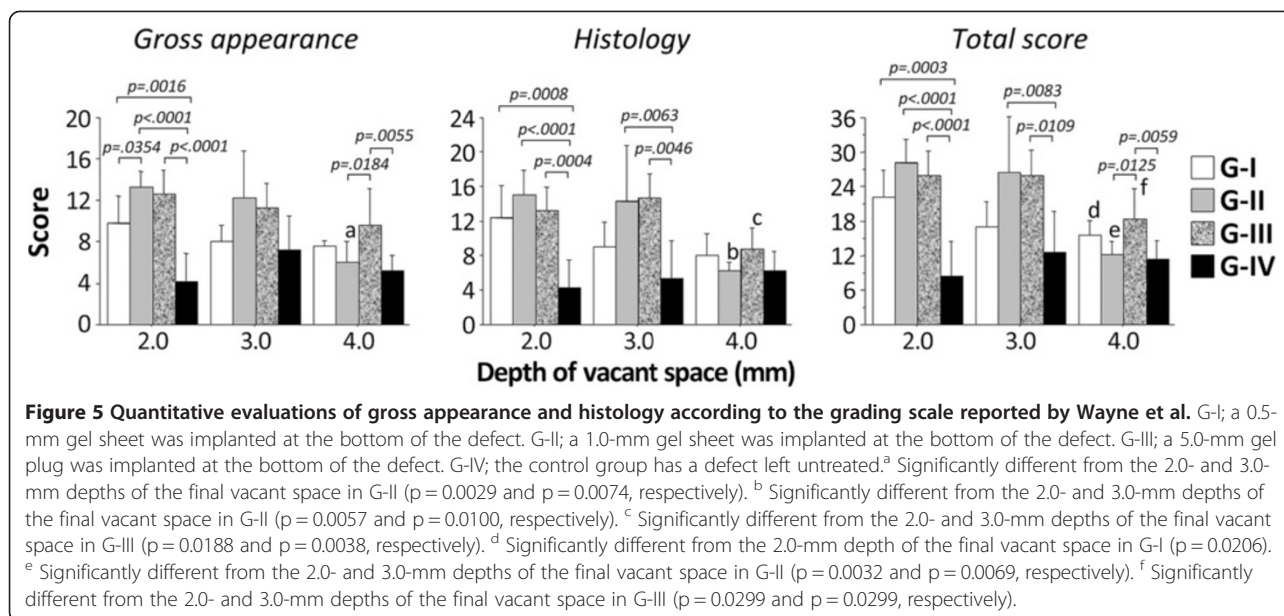 Gross appearance
Histology
Total score
p=.0016
p<.0001
p=.0354
p<.0001
p=.0055
p=.0184
p=.0008
p<.0001
p=.0004
p=.0063
p=.0046
p=.0003
p<.0001
p<.0001
p=.0083
p=.0109
p=.0059
p=.0125
Score
20
16
12
8
4
0
24
20
16
12
8
4
0
36
30
24
18
12
6
0
a
b
c
d
e
f
2.0 3.0 4.0
2.0 3.0 4.0
2.0 3.0 4.0
Depth of vacant space (mm)
G-I
G-II
G-III
G-IV
Figure 5 Quantitative evaluations of gross appearance and histology according to the grading scale reported by Wayne et al. G-I; a 0.5-
mm gel sheet was implanted at the bottom of the defect. G-II; a 1.0-mm gel sheet was implanted at the bottom of the defect. G-III; a 5.0-mm gel
plug was implanted at the bottom of the defect. G-IV; the control group has a defect left untreated.a Significantly different from the 2.0- and 3.0-
mm depths of the final vacant space in G-II (p = 0.0029 and p = 0.0074, respectively). b Significantly different from the 2.0- and 3.0-mm depths of
the final vacant space in G-II (p = 0.0057 and p = 0.0100, respectively). c Significantly different from the 2.0- and 3.0-mm depths of the final vacant
space in G-III (p = 0.0188 and p = 0.0038, respectively). d Significantly different from the 2.0-mm depth of the final vacant space in G-I (p = 0.0206).
e Significantly different from the 2.0- and 3.0-mm depths of the final vacant space in G-II (p = 0.0032 and p = 0.0069, respectively). f Significantly
different from the 2.0- and 3.0-mm depths of the final vacant space in G-III (p = 0.0299 and p = 0.0299, respectively).